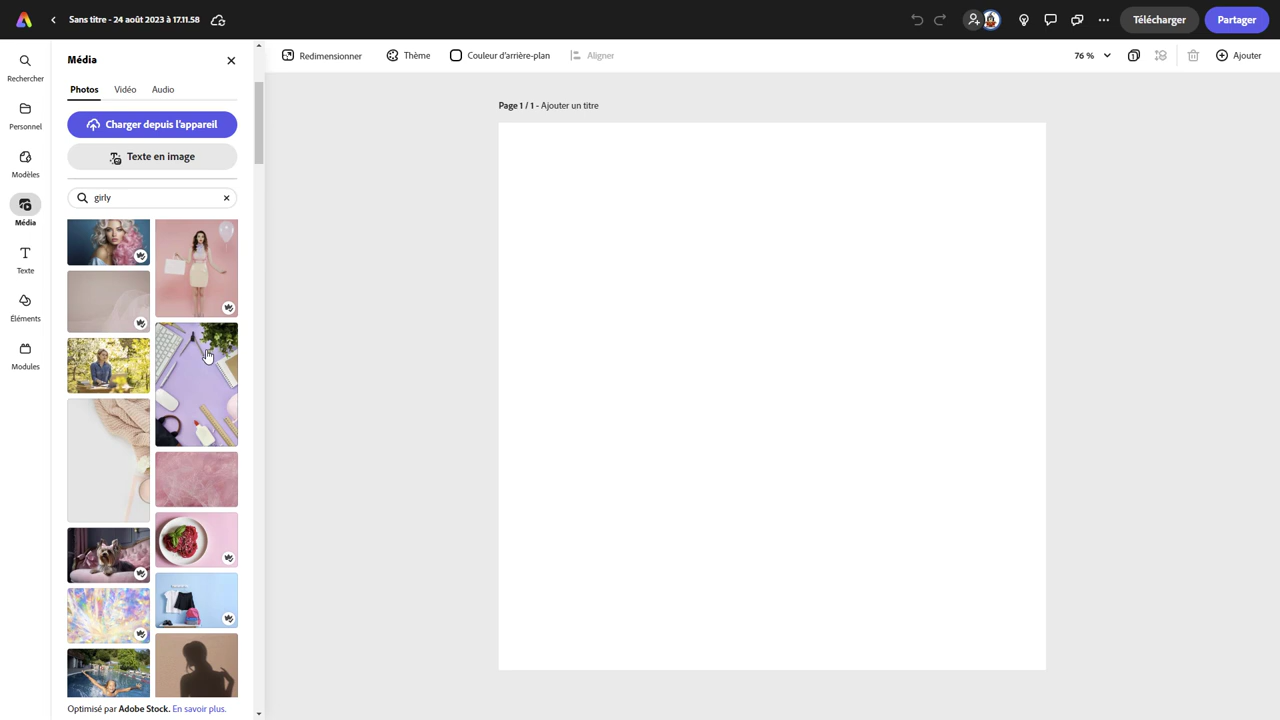 Sans titre - 24 août 2023 à 17.11.58
Télécharger
Partager
Rechercher
Personnel
Modèles
Média
Texte
Éléments
Modules
Média
Photos
Vidéo
Audio
Charger depuis l'appareil
Texte en image
girly
Optimisé par Adobe Stock. En savoir plus.
Redimensionner
Thème
Couleur d'arrière-plan
Aligner
76 %
Ajouter
Page 1 / 1 - Ajouter un titre